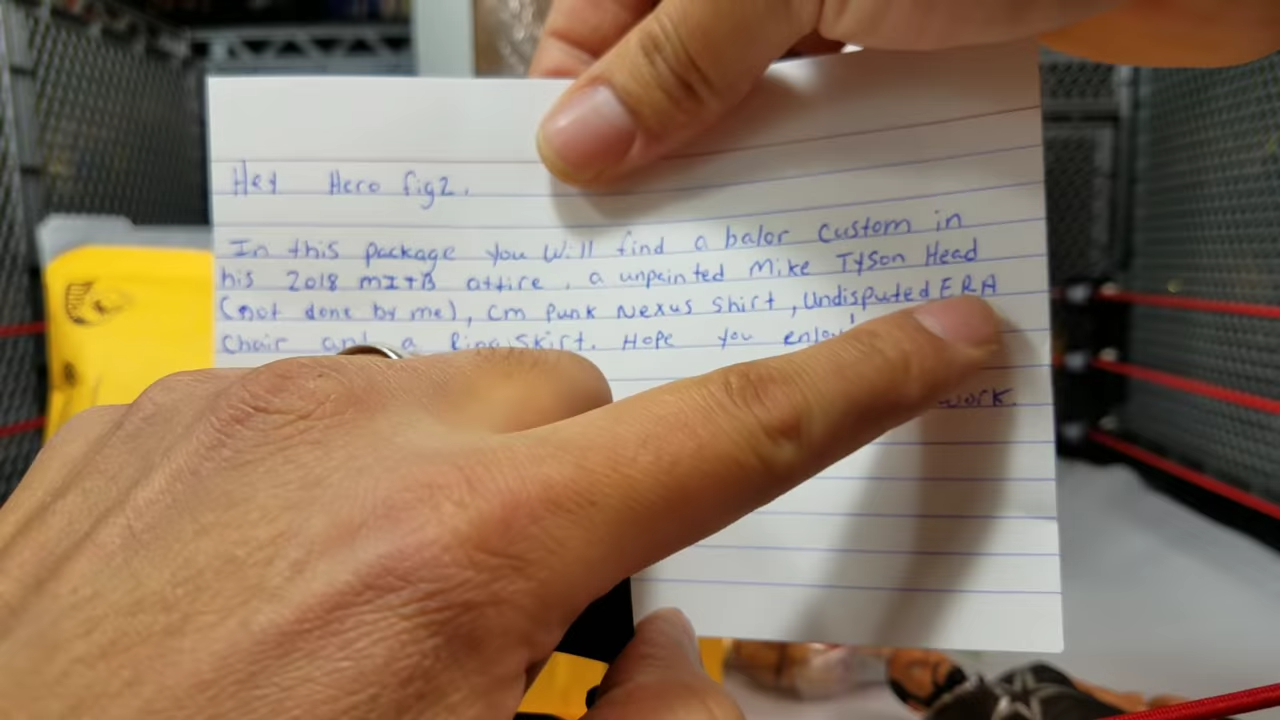 Hey Hero fig2.
In this package you will find a balor custom in
his 2018 MITB attire, a unpainted Mike Tyson Head
(not done by me), Cm Punk Nexus shirt, Undisputed ERA
Chair and a Ring Skirt. Hope you enjoy
work.